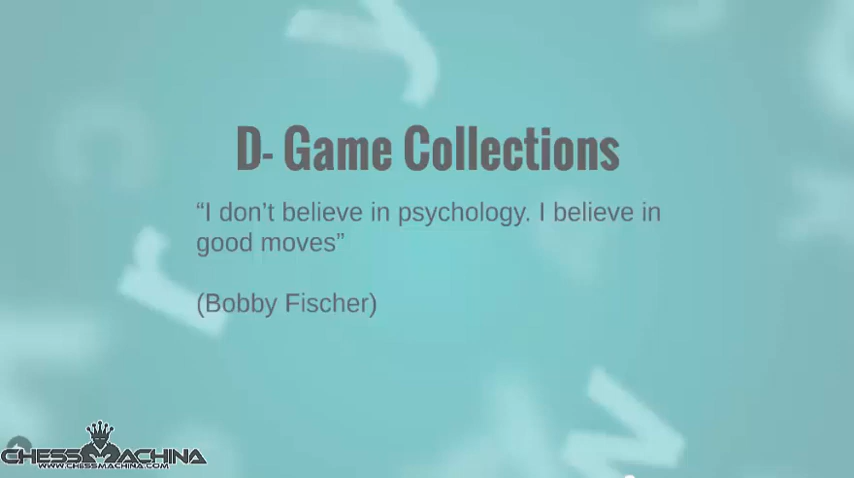 D- Game Collections
“I don’t believe in psychology. I believe in
good moves”
(Bobby Fischer)
CHESSMACHINA
WWW.CHESSMACHINA.COM